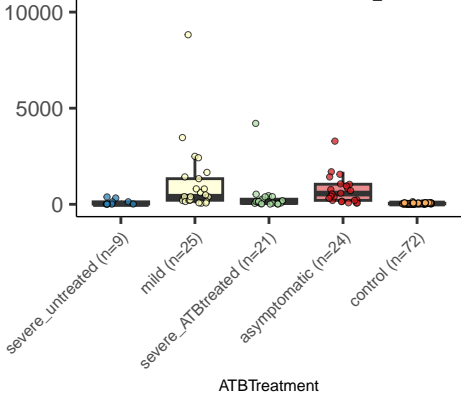 10000
5000
0
severe_untreated (n=9)
mild (n=25)
severe_ATBtreated (n=21)
asymptomatic (n=24)
control (n=72)
ATBTreatment